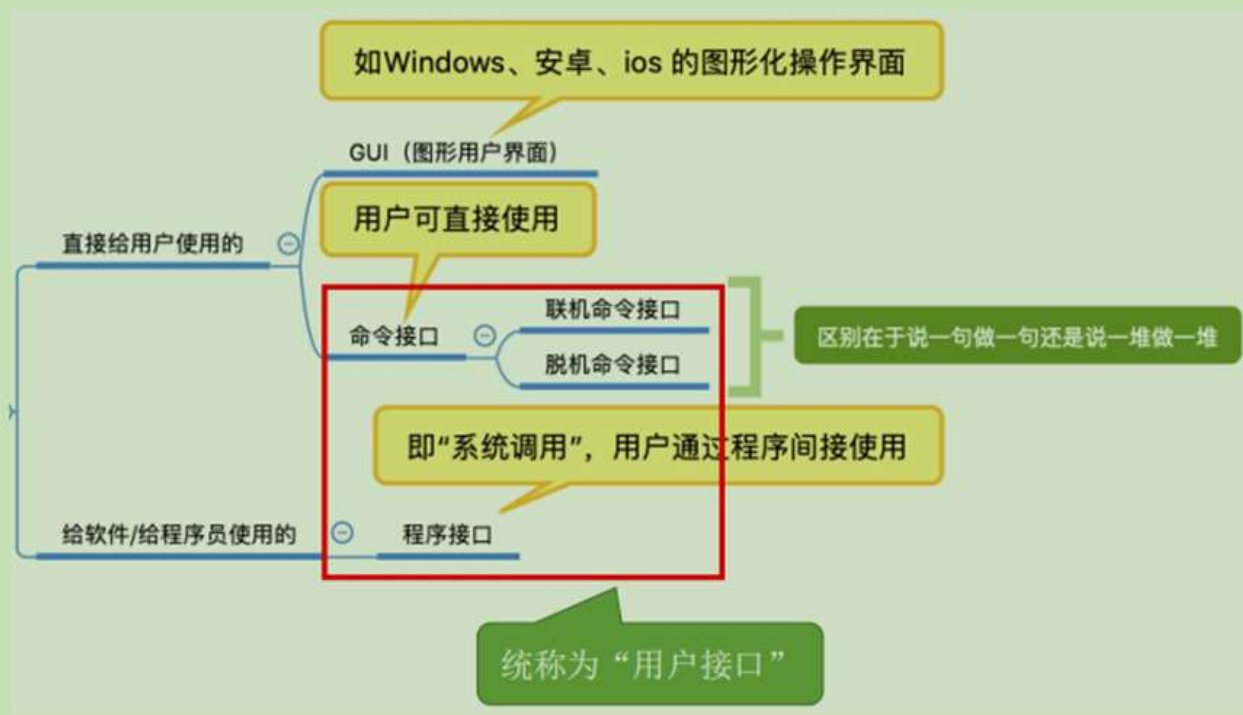 如Windows、安卓、ios 的图形化操作界面
GUI（图形用户界面）
用户可直接使用
直接给用户使用的
联机命令接口
命令接口
区别在于说一句做一句还是说一堆做一堆
脱机命令接口
即“系统调用”，用户通过程序间接使用
给软件/给程序员使用的
程序接口
统称为“用户接口”